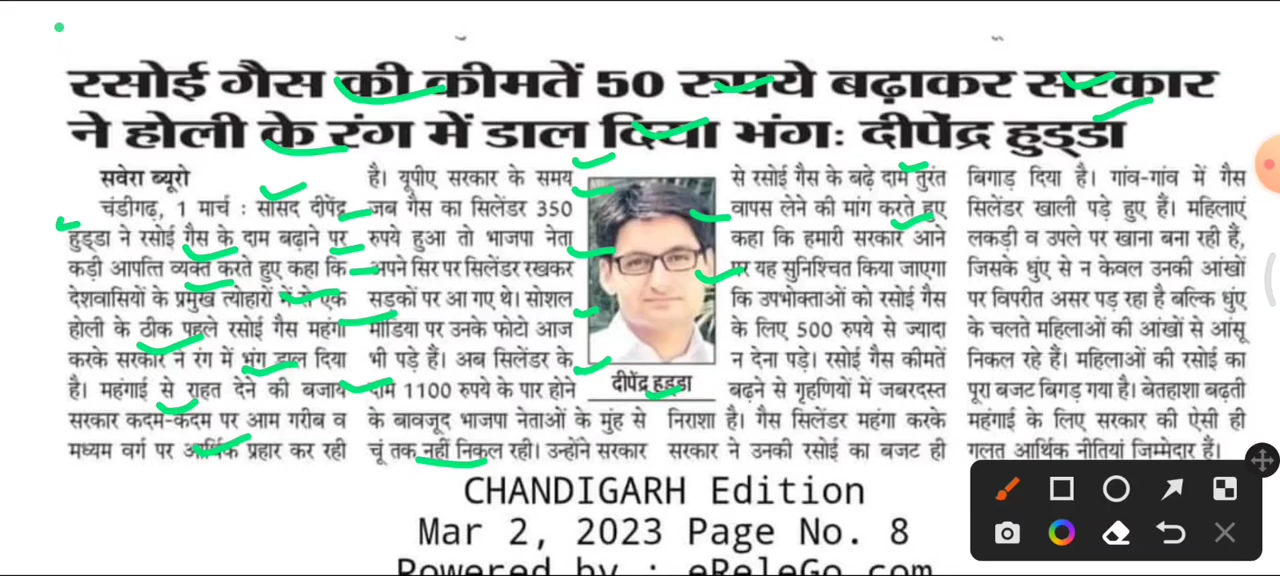 रसोई गैस की कीमतें 50 रुपये बढ़ाकर सरकार
ने होली के रंग में डाल दिया भंगः दीपेंद्र हुड्डा
सवेरा ब्यूरो
चंडीगढ़, 1 मार्च : सांसद दीपेंद्र
हुड्डा ने रसोई गैस के दाम बढ़ाने पर
कड़ी आपत्ति व्यक्त करते हुए कहा कि
देशवासियों के प्रमुख त्योहारों में से एक
होली के ठीक पहले रसोई गैस महंगी
करके सरकार ने रंग में भंग डाल दिया
है। महंगाई से राहत देने की बजाय
सरकार कदम-कदम पर आम गरीब व
मध्यम वर्ग पर आर्थिक प्रहार कर रही
है। यूपीए सरकार के समय
जब गैस का सिलेंडर 350
रुपये हुआ तो भाजपा नेता
अपने सिर पर सिलेंडर रखकर
सड़कों पर आ गए थे। सोशल
मीडिया पर उनके फोटो आज
भी पड़े हैं। अब सिलेंडर के
दाम 1100 रुपये के पार होने
के बावजूद भाजपा नेताओं के मुंह से
चूं तक नहीं निकल रही। उन्होंने सरकार
दीपेंद्र हुड्डा
से रसोई गैस के बढ़े दाम तुरंत
वापस लेने की मांग करते हुए
कहा कि हमारी सरकार आने
पर यह सुनिश्चित किया जाएगा
कि उपभोक्ताओं को रसोई गैस
के लिए 500 रुपये से ज्यादा
न देना पड़े। रसोई गैस कीमतें
बढ़ने से गृहणियों में जबरदस्त
निराशा है। गैस सिलेंडर महंगा करके
सरकार ने उनकी रसोई का बजट ही
बिगाड़ दिया है। गांव-गांव में गैस
सिलेंडर खाली पड़े हुए हैं। महिलाएं
लकड़ी व उपले पर खाना बना रही हैं,
जिसके धुंए से न केवल उनकी आंखों
पर विपरीत असर पड़ रहा है बल्कि धुंए
के चलते महिलाओं की आंखों से आंसू
निकल रहे हैं। महिलाओं की रसोई का
पूरा बजट बिगड़ गया है। बेतहाशा बढ़ती
महंगाई के लिए सरकार की ऐसी ही
गलत आर्थिक नीतियां जिम्मेदार हैं।
CHANDIGARH Edition
Mar 2, 2023 Page No. 8
Powered by : eReleGo.com